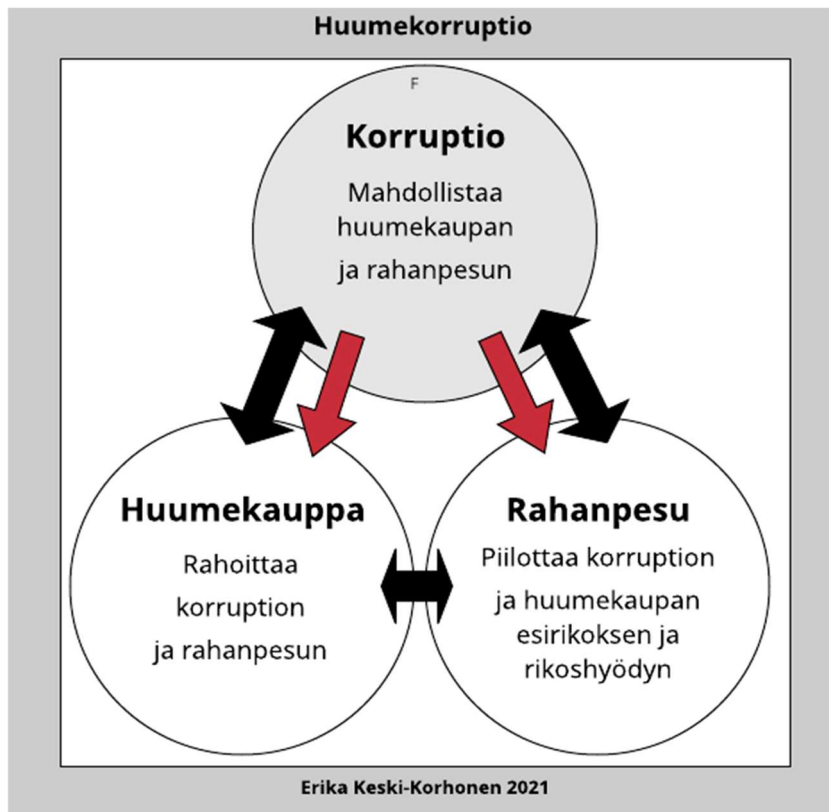 Huumekorruptio
F
Korruptio
Mahdollistaa
huumekaupan
ja rahanpesun
Huumekauppa
Rahoittaa
korruption
ja rahanpesun
Rahanpesu
Piilottaa korruption
ja huumekaupan
esirikoksen ja
rikoshyödyn
Erika Keski-Korhonen 2021